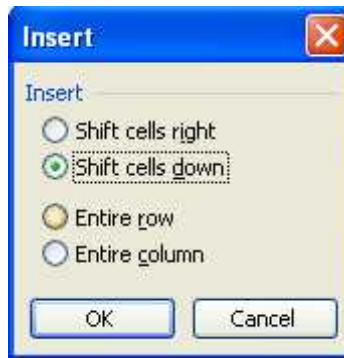 Insert
Insert
Shift cells right
Shift cells down
Entire row
Entire column
OK Cancel